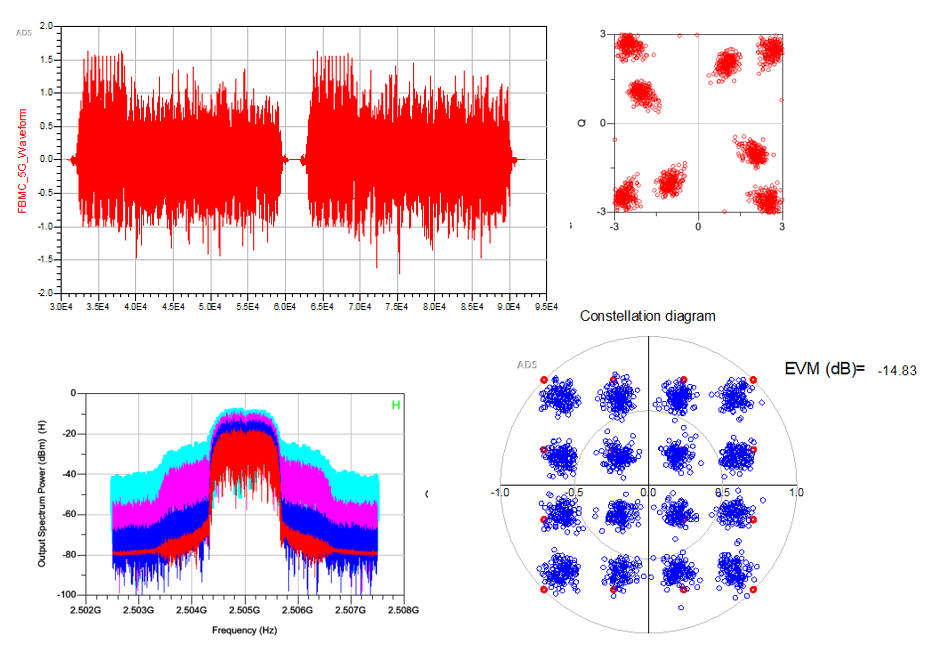 ADS
2.0
1.5
1.0
0.5
0.0
-0.5
-1.0
-1.5
-2.0
FBMC_5G_Waveform
3.0E4 3.5E4 4.0E4 4.5E4 5.0E4 5.5E4 6.0E4 6.5E4 7.0E4 7.5E4 8.0E4 8.5E4 9.0E4 9.5E4
3
0
-3
Q
-3 0 3
Constellation diagram
ADS
EVM (dB)= -14.83
-1.0 -0.5 0.0 0.5 1.0
H
0
-20
-40
-60
-80
-100
Output Spectrum Power (dBm) (H)
2.502G 2.503G 2.504G 2.505G 2.506G 2.507G 2.508G
Frequency (Hz)